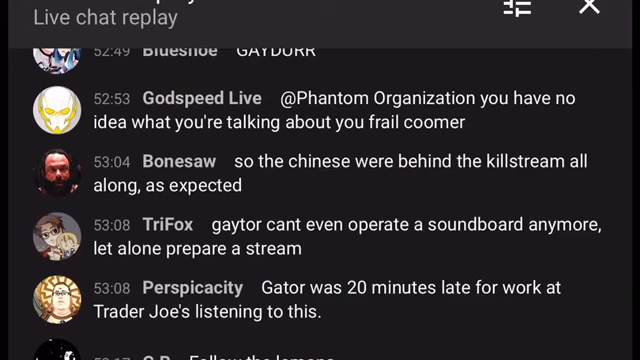 Live chat replay
52:49 Blueshoe GAYDURR
52:53 Godspeed Live @Phantom Organization you have no
idea what you're talking about you frail coomer
53:04 Bonesaw so the chinese were behind the killstream all
along, as expected
53:08 TriFox gaytor cant even operate a soundboard anymore,
let alone prepare a stream
53:08 Perspicacity Gator was 20 minutes late for work at
Trader Joe's listening to this.
Follow the